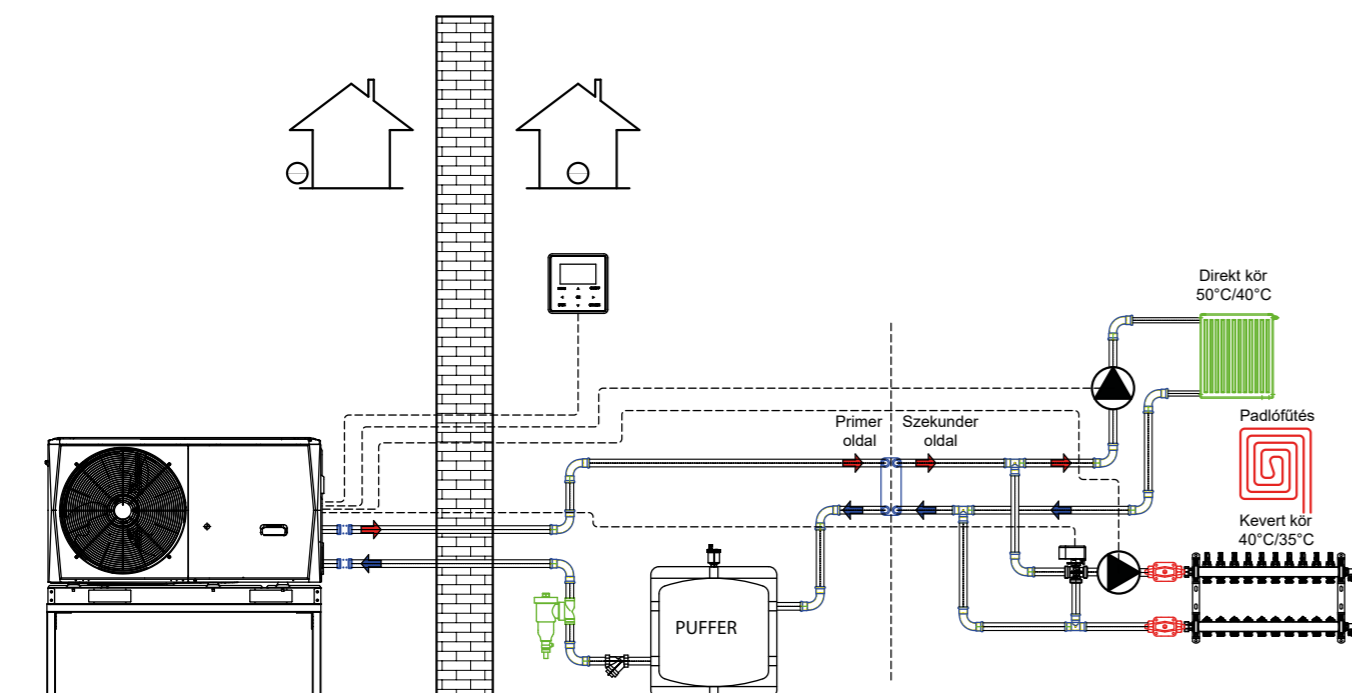 Direkt kör
50°C/40°C
Padlófűtés
Primer
oldal
Szekunder
oldal
Kevert kör
40°C/35°C
PUFFER